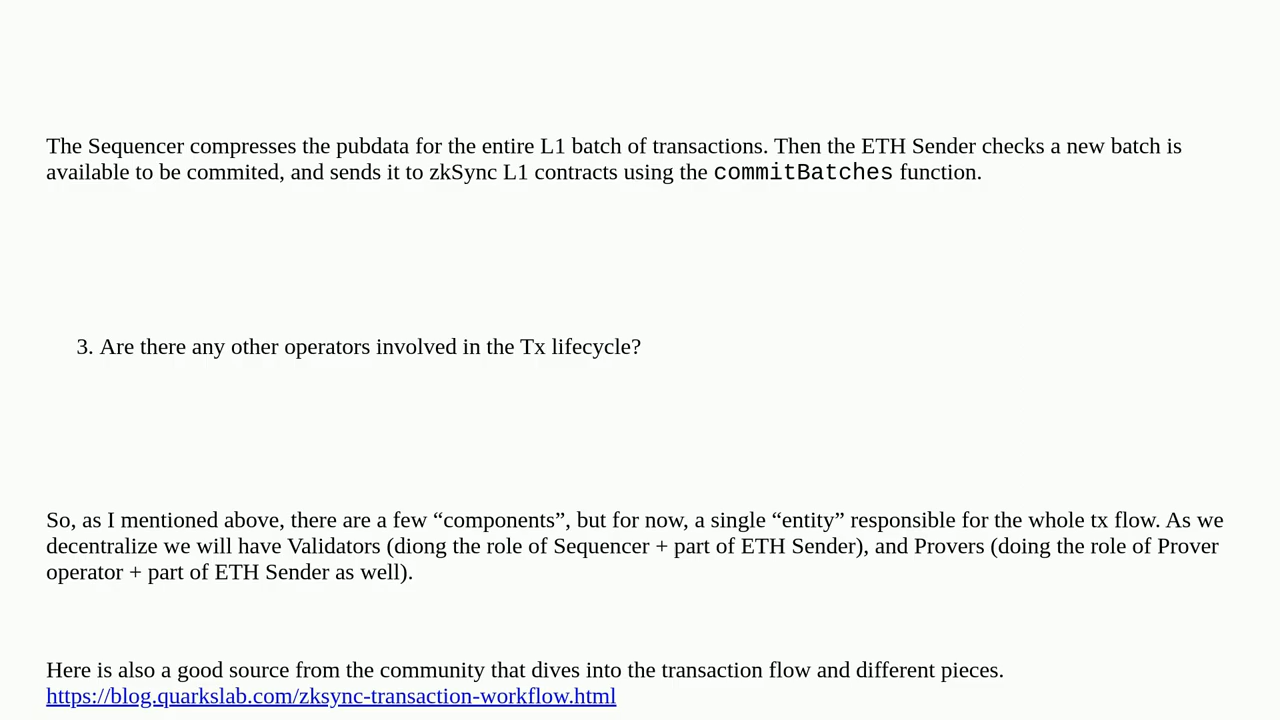 The Sequencer compresses the pubdata for the entire L1 batch of transactions. Then the ETH Sender checks a new batch is
available to be commited, and sends it to zkSync L1 contracts using the commitBatches function.
3. Are there any other operators involved in the Tx lifecycle?
So, as I mentioned above, there are a few “components”, but for now, a single “entity” responsible for the whole tx flow. As we
decentralize we will have Validators (diong the role of Sequencer + part of ETH Sender), and Provers (doing the role of Prover
operator + part of ETH Sender as well).
Here is also a good source from the community that dives into the transaction flow and different pieces.
https://blog.quarkslab.com/zksync-transaction-workflow.html